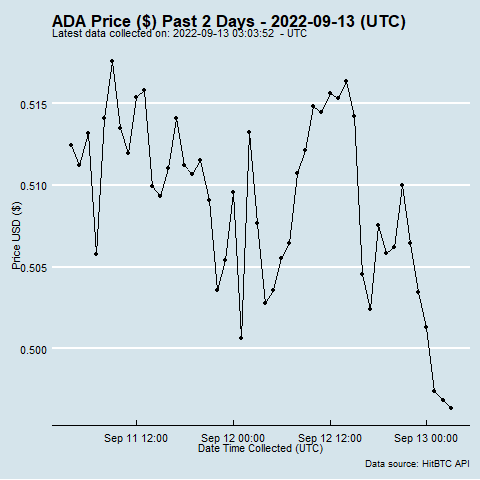 ADA Price ($) Past 2 Days - 2022-09-13 (UTC)
Latest data collected on: 2022-09-13 03:03:52 - UTC
Price USD ($)
0.515
0.510
0.505
0.500
Sep 11 12:00 Sep 12 00:00 Sep 12 12:00 Sep 13 00:00
Date Time Collected (UTC)
Data source: HitBTC API